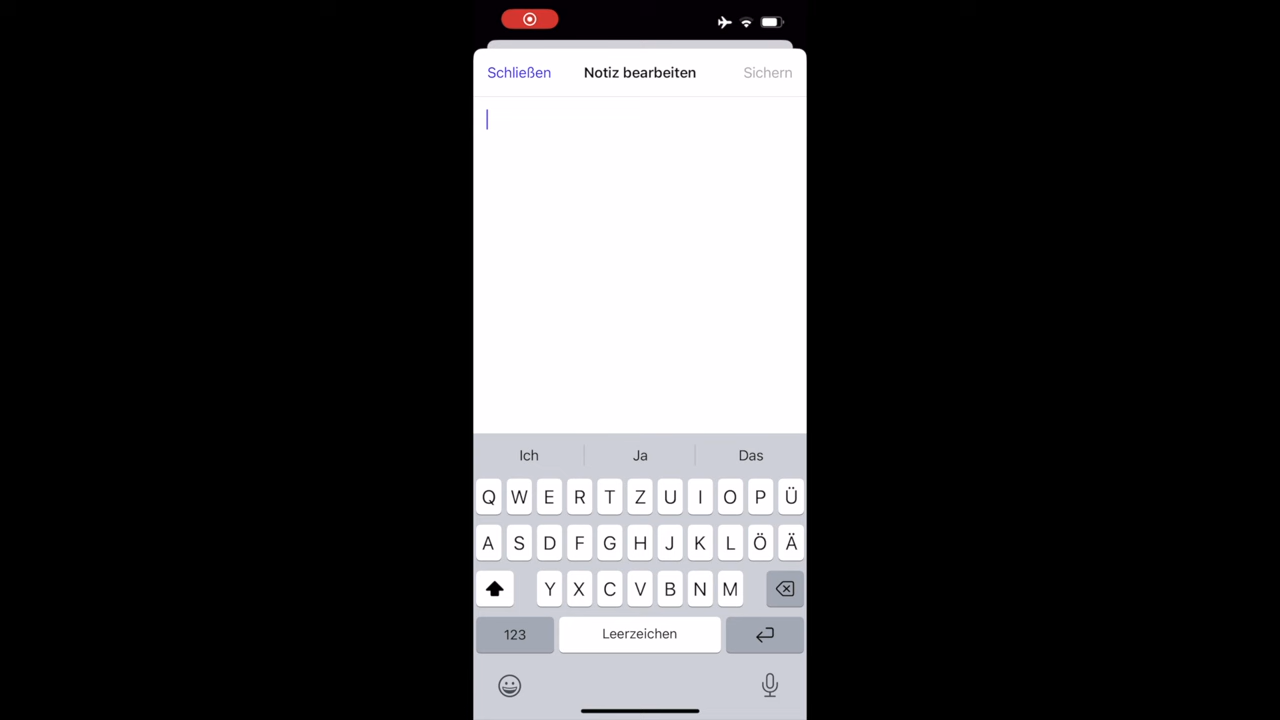 Schließen Notiz bearbeiten Sichern
Ich Ja Das
Q W E R T Z U I O P Ü
A S D F G H J K L Ö Ä
Y X C V B N M
123 Leerzeichen